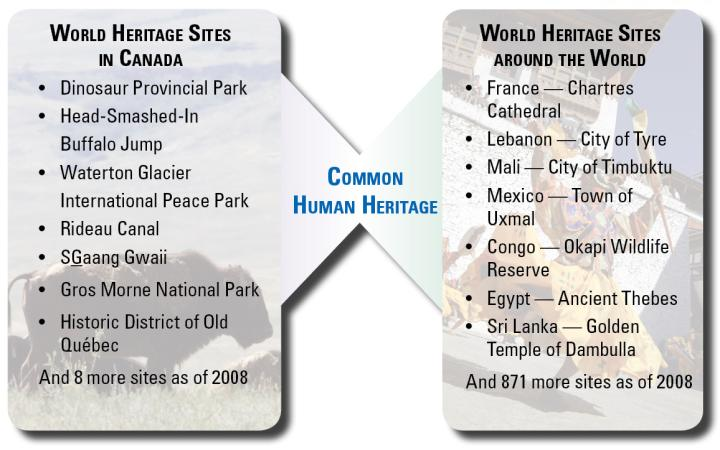 WORLD HERITAGE SITES
IN CANADA
• Dinosaur Provincial Park
• Head-Smashed-In
Buffalo Jump
• Waterton Glacier
International Peace Park
• Rideau Canal
• SGaang Gwaii
• Gros Morne National Park
• Historic District of Old
Québec
And 8 more sites as of 2008
COMMON
HUMAN HERITAGE
WORLD HERITAGE SITES
AROUND THE WORLD
• France — Chartres
Cathedral
• Lebanon — City of Tyre
• Mali — City of Timbuktu
• Mexico — Town of
Uxmal
• Congo — Okapi Wildlife
Reserve
• Egypt — Ancient Thebes
• Sri Lanka — Golden
Temple of Dambulla
And 871 more sites as of 2008